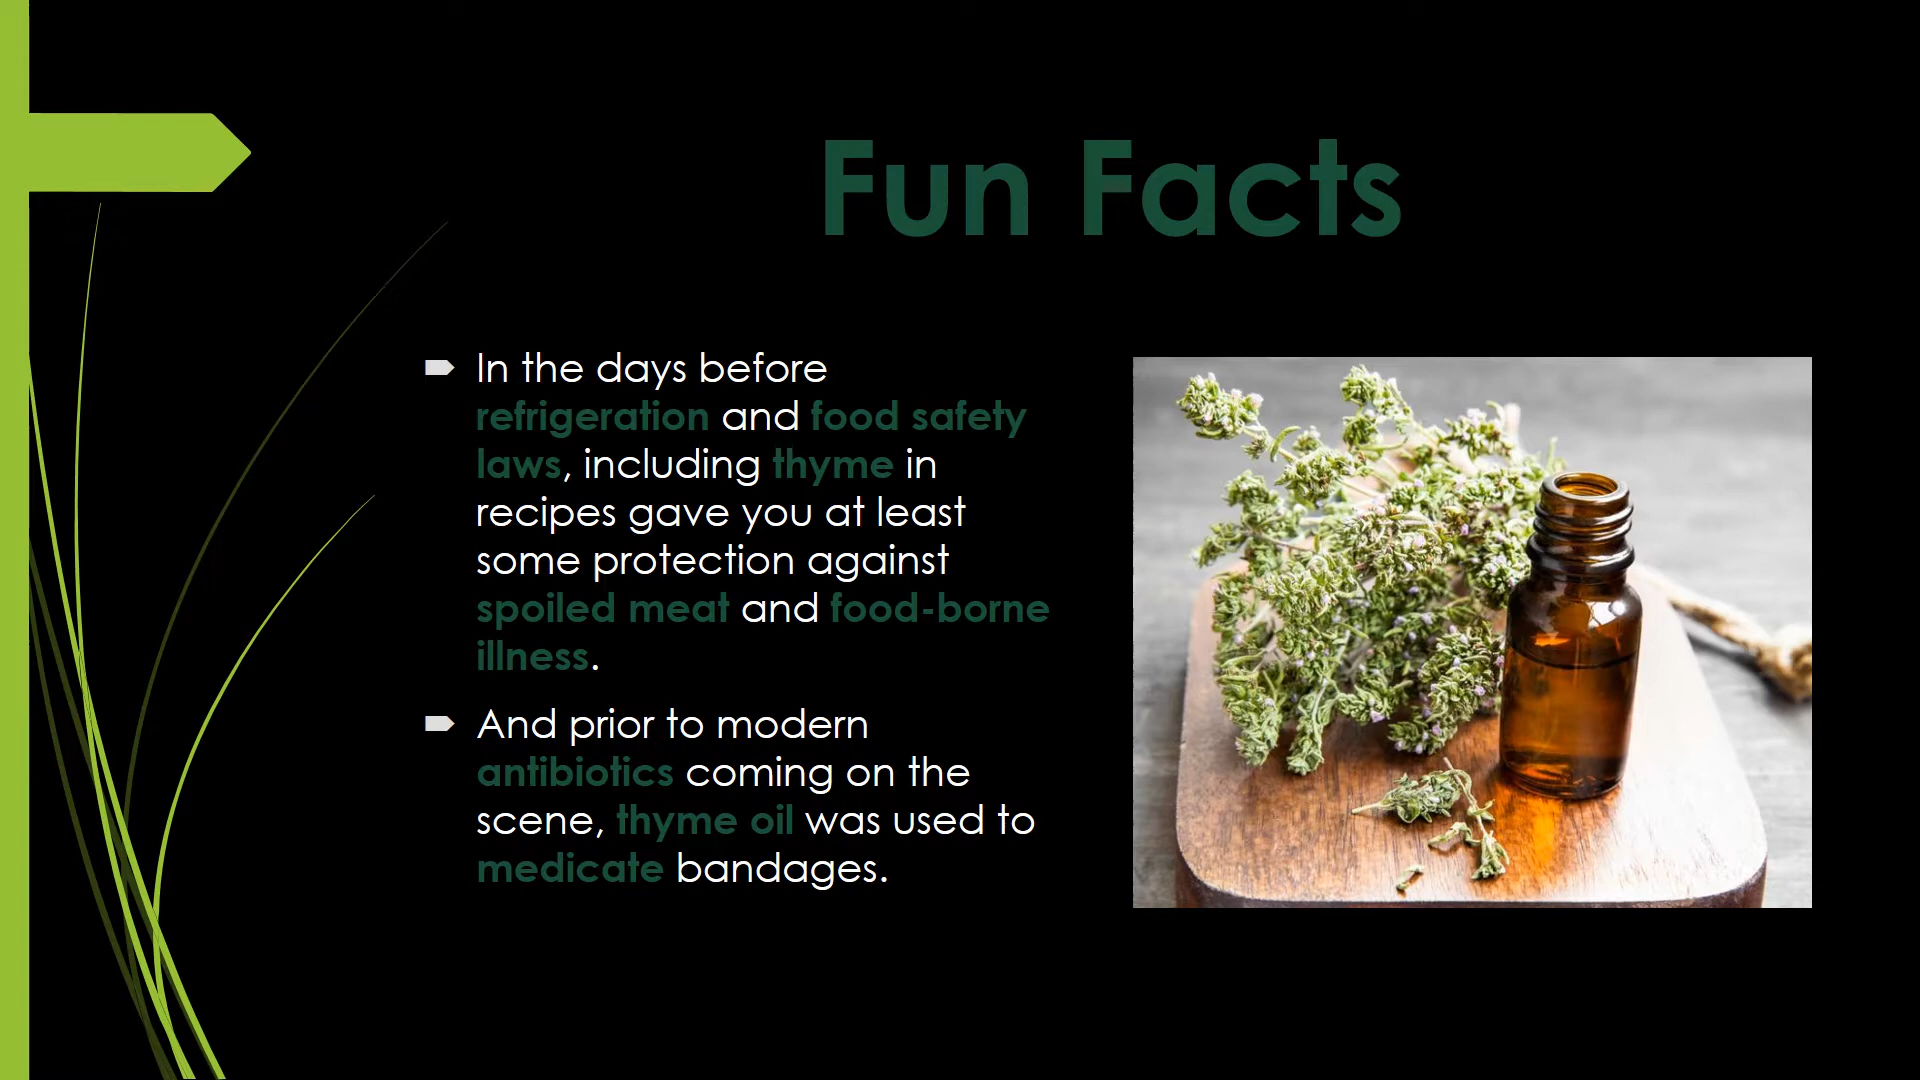 Fun Facts
In the days before
refrigeration and food safety
laws, including thyme in
recipes gave you at least
some protection against
spoiled meat and food-borne
illness.
And prior to modern
antibiotics coming on the
scene, thyme oil was used to
medicate bandages.